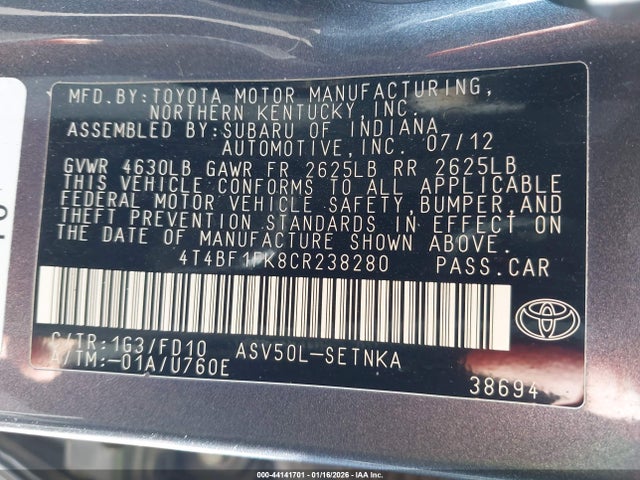 MFD.BY:TOYOTA MOTOR MANUFACTURING,
NORTHERN KENTUCKY,INC.
ASSEMBLED BY:SUBARU OF INDIANA
AUTOMOTIVE,INC. 07/12
GVWR 4630LB GAWR FR 2625LB RR 2625LB
THIS VEHICLE CONFORMS TO ALL APPLICABLE
FEDERAL MOTOR VEHICLE SAFETY,BUMPER,AND
THEFT PREVENTION STANDARDS IN EFFECT ON
THE DATE OF MANUFACTURE SHOWN ABOVE.
4T4BF1FK8CR238280 PASS.CAR
C/TR:1G3/FD10 ASV50L-SETNKA
A/TM:-01A/U760E
38694
000-44141701 - 01/16/2026 - IAA Inc.